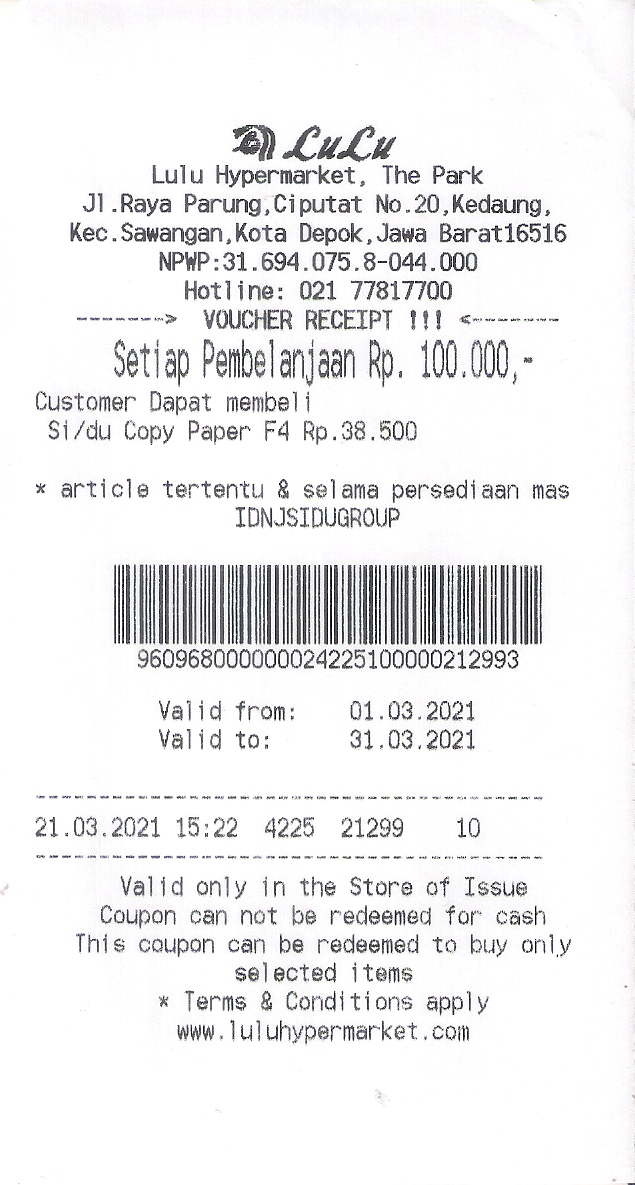 LuLu
Lulu Hypermarket, The Park
Jl.Raya Parung,Ciputat No.20,Kedaung,
Kec.Sawangan,Kota Depok,Jawa Barat16516
NPWP:31.694.075.8-044.000
Hotline: 021 77817700
-------> VOUCHER RECEIPT !!! <-------
Setiap Pembelanjaan Rp. 100.000,-
Customer Dapat membeli
Si/du Copy Paper F4 Rp.38.500
* article tertentu & selama persediaan mas
IDNJSIDUGROUP
960968000000024225100000212993
Valid from: 01.03.2021
Valid to: 31.03.2021
21.03.2021 15:22 4225 21299 10
Valid only in the Store of Issue
Coupon can not be redeemed for cash
This coupon can be redeemed to buy only
selected items
* Terms & Conditions apply
www.luluhypermarket.com